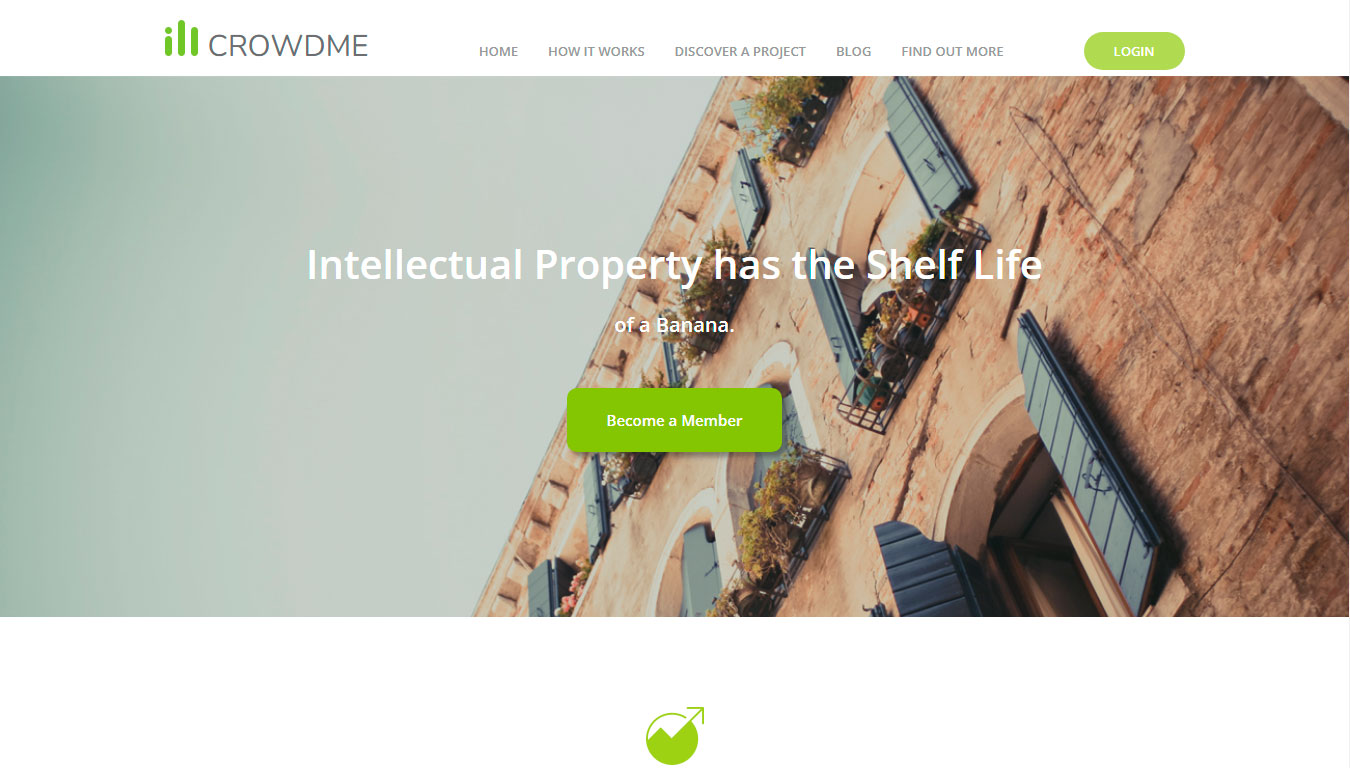 CROWDME
HOME HOW IT WORKS DISCOVER A PROJECT BLOG FIND OUT MORE LOGIN
Intellectual Property has the Shelf Life
of a Banana.
Become a Member